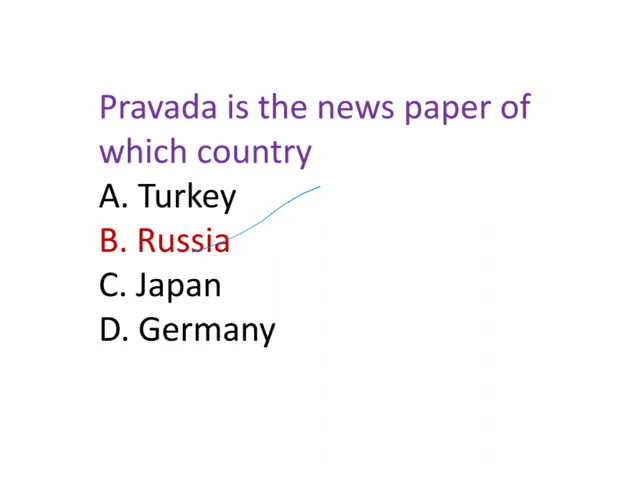 Pravada is the news paper of
which country
A. Turkey
B. Russia
C. Japan
D. Germany